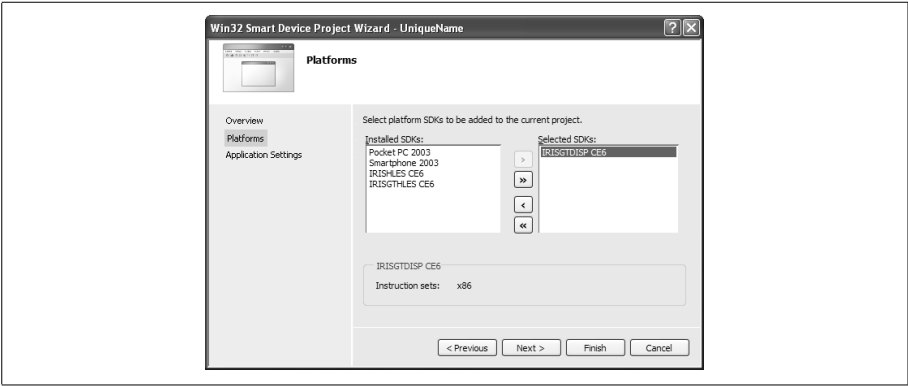 Win32 Smart Device Project Wizard - UniqueName
Platforms
Overview
Platforms
Application Settings
Select platform SDKs to be added to the current project.
Installed SDKs:
Pocket PC 2003
Smartphone 2003
IRISHLES CE6
IRISGTHLES CE6
>
>>
<
<<
Selected SDKs:
IRISGTDISP CE6
IRISGTDISP CE6
Instruction sets: x86
< Previous
Next >
Finish
Cancel